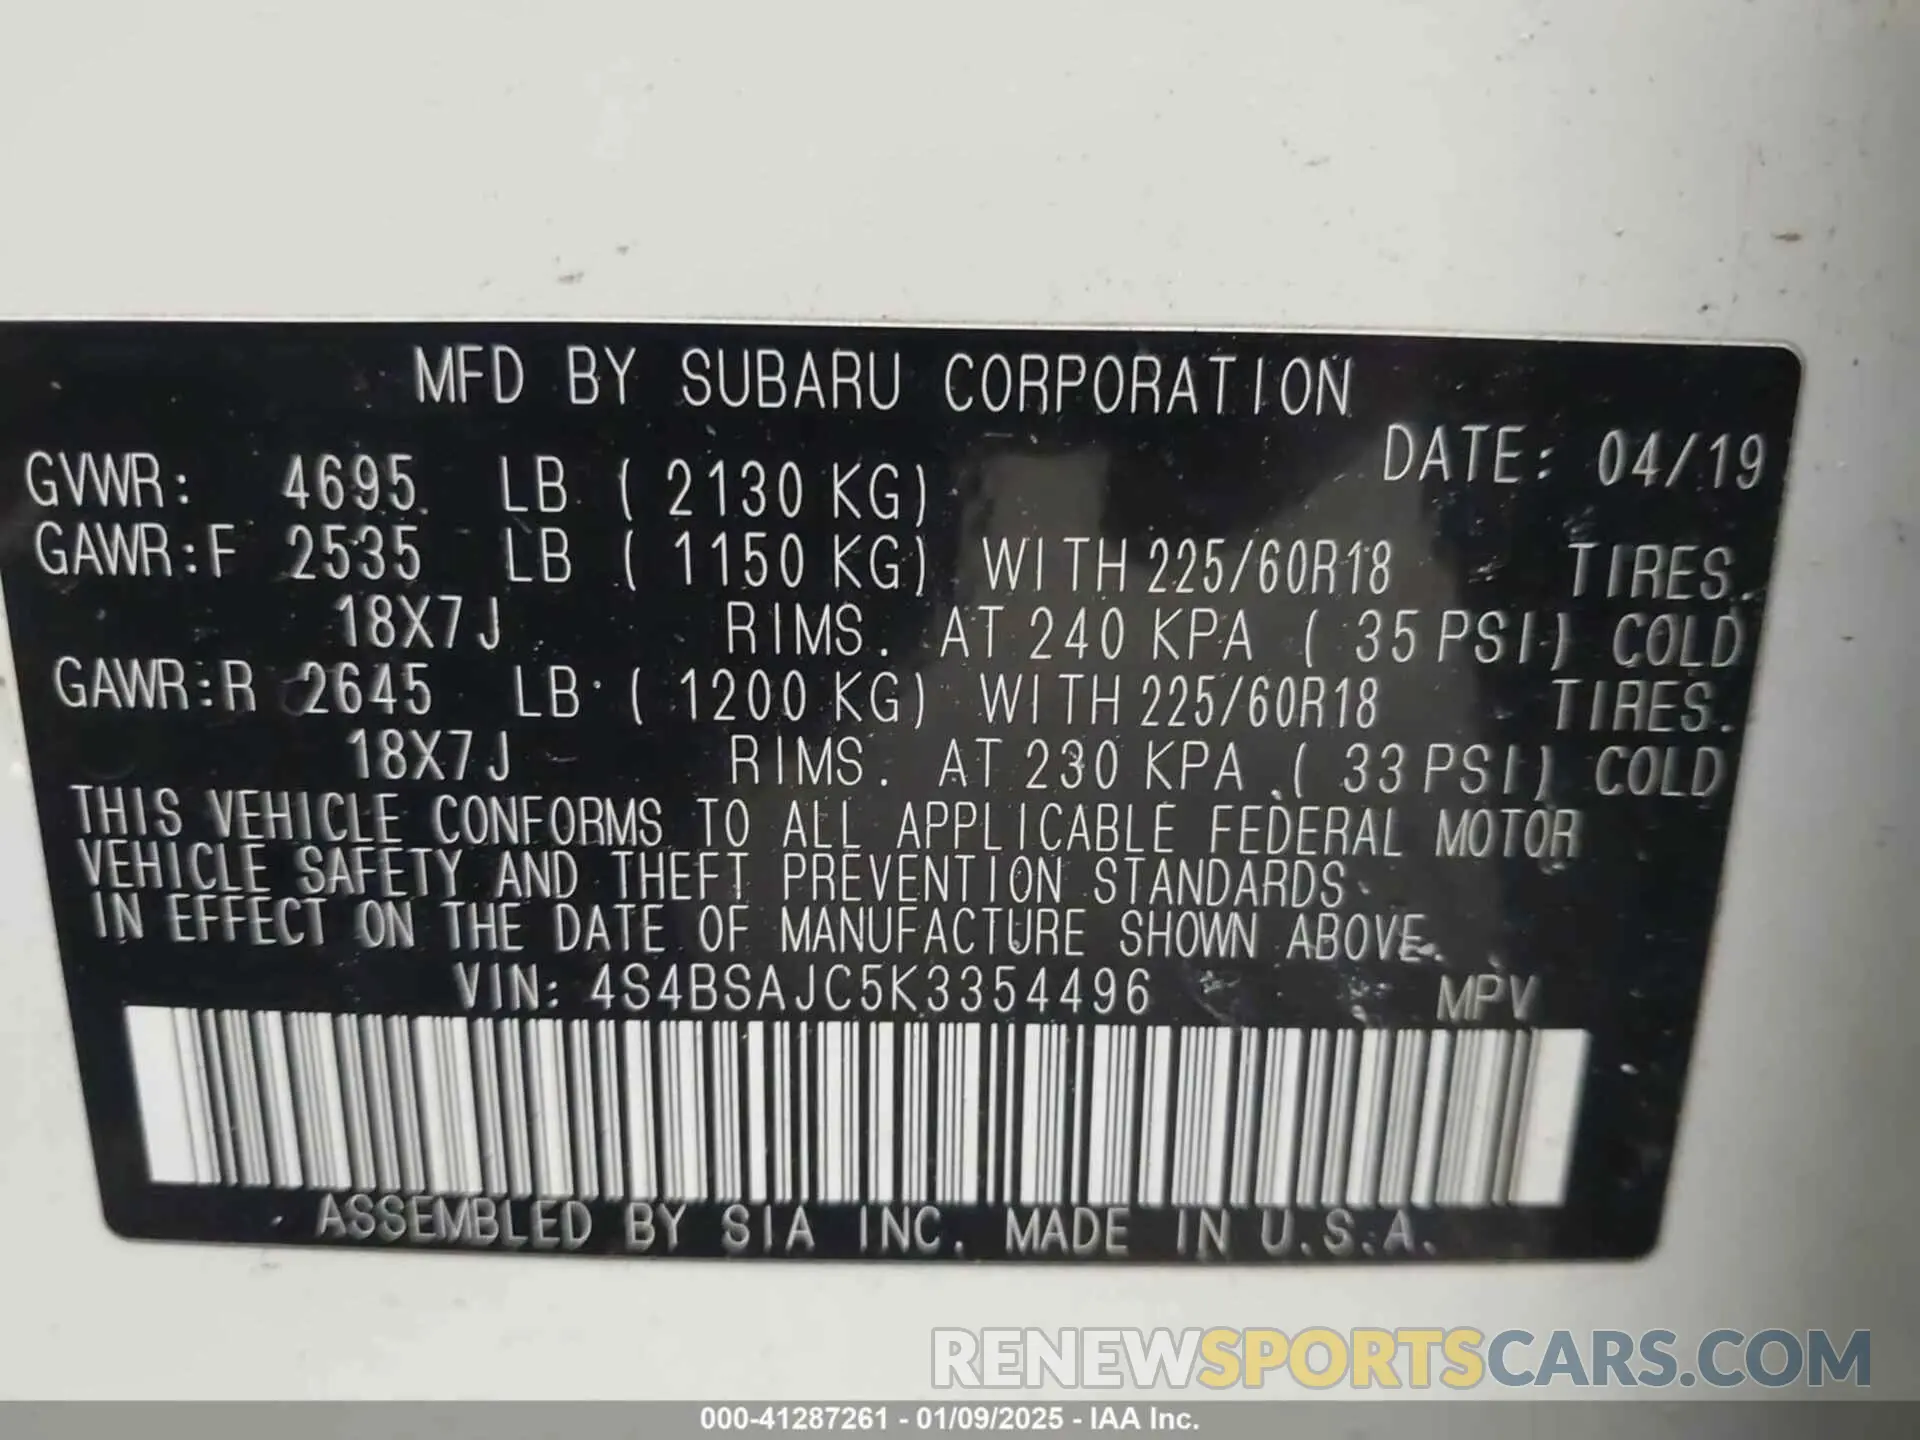 MFD BY SUBARU CORPORATION
DATE: 04/19
GVWR: 4695 LB ( 2130 KG)
GAWR:F 2535 LB ( 1150 KG) WITH 225/60R18 TIRES.
18X7J RIMS. AT 240 KPA ( 35 PSI) COLD
GAWR:R 2645 LB ( 1200 KG) WITH 225/60R18 TIRES.
18X7J RIMS. AT 230 KPA ( 33 PSI) COLD
THIS VEHICLE CONFORMS TO ALL APPLICABLE FEDERAL MOTOR
VEHICLE SAFETY AND THEFT PREVENTION STANDARDS
IN EFFECT ON THE DATE OF MANUFACTURE SHOWN ABOVE.
VIN: 4S4BSAJC5K3354496 MPV
ASSEMBLED BY SIA INC. MADE IN U.S.A.
RENEWSPORTSCARS.COM
000-41287261 - 01/09/2025 - IAA Inc.